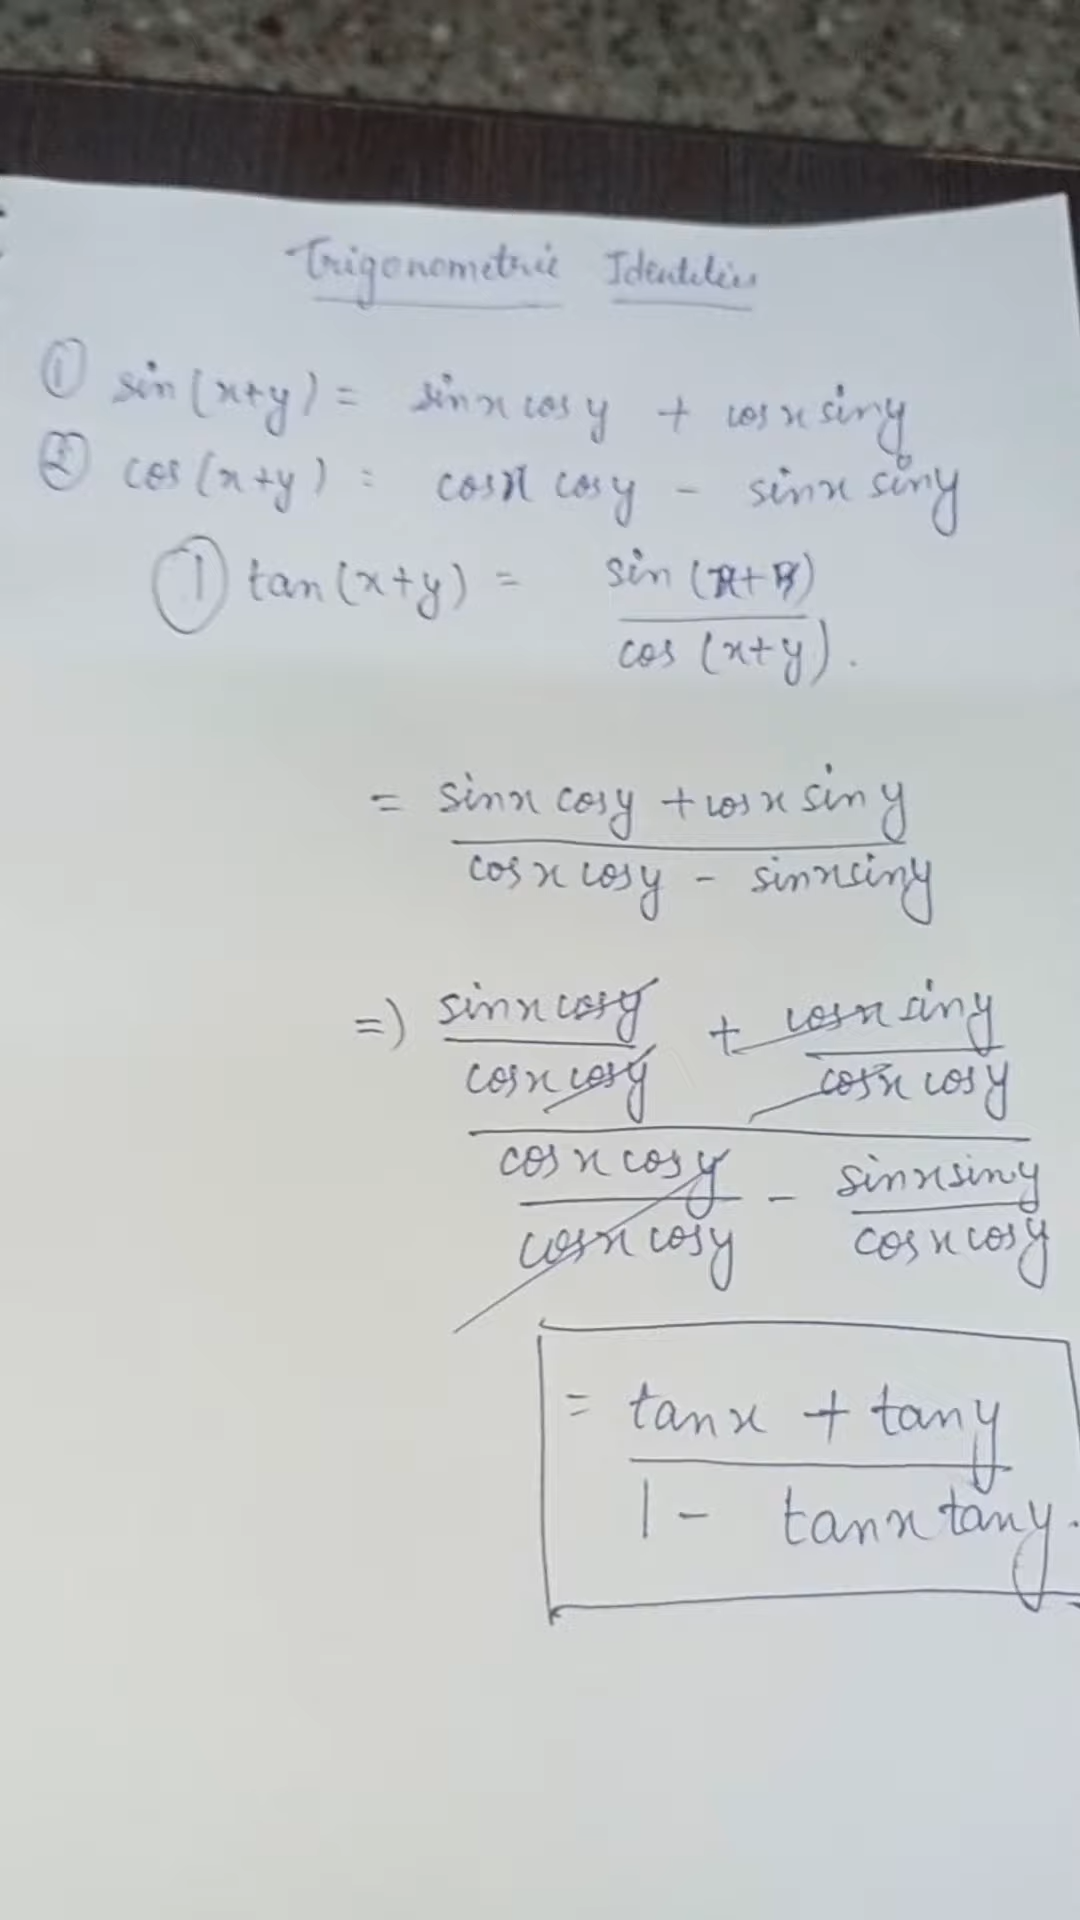 Trigonometric Identities
① sin(x+y) = sinx cosy + cosx siny
② cos(x+y) = cosx cosy - sinx siny
① tan(x+y) = sin(x+y)
cos(x+y).
= sinx cosy + cosx siny
cosx cosy - sinx siny
=) sinx cosy + cosx siny
cosx cosy cosx cosy
cosx cosy - sinx siny
cosx cosy cosx cosy
= tanx + tany
1 - tanx tany.